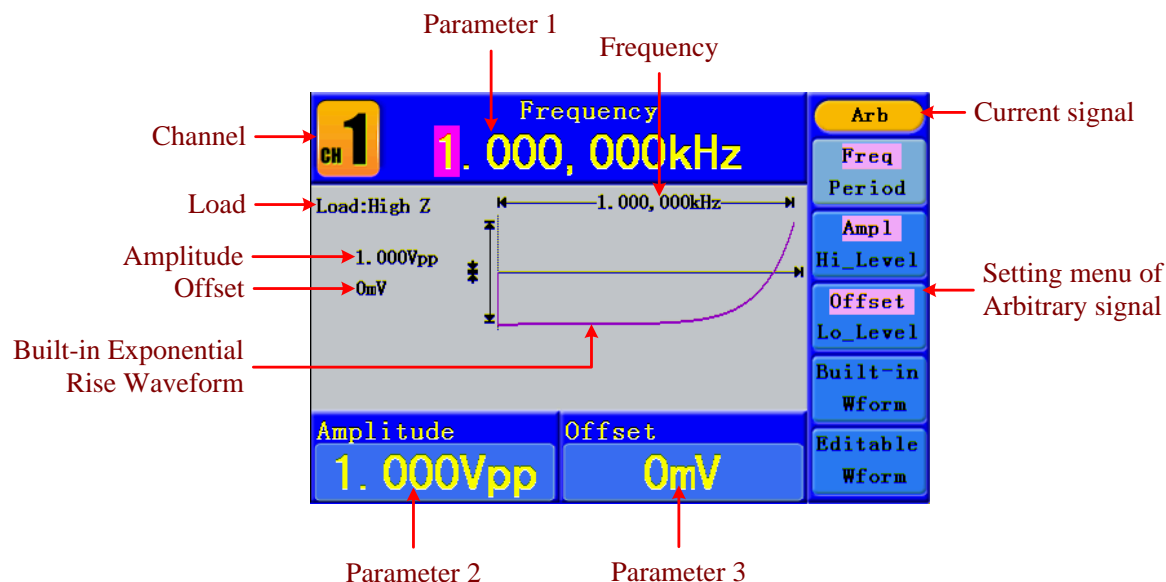 Parameter 1
Frequency
Frequency
Arb
Current signal
Channel
CH 1
1.000,000kHz
Freq
Period
Load
Load:High Z
1.000,000kHz
Ampl
Hi_Level
Amplitude
1.000Vpp
Offset
0mV
Offset
Lo_Level
Setting menu of
Arbitrary signal
Built-in Exponential
Rise Waveform
Built-in
Wform
Amplitude
Offset
1.000Vpp
0mV
Editable
Wform
Parameter 2
Parameter 3